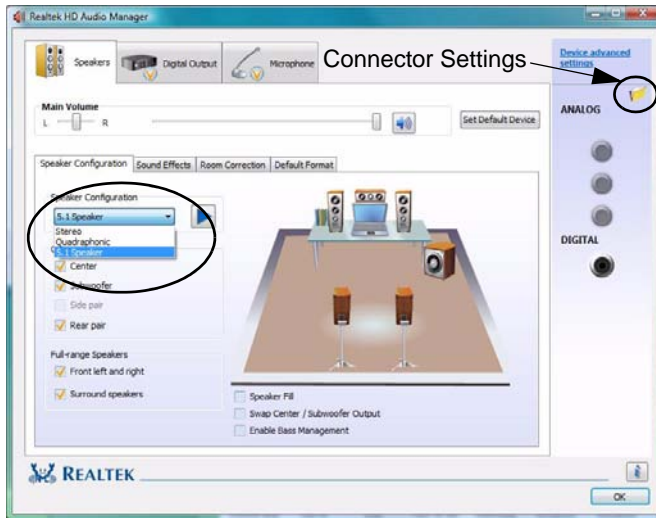 Realtek HD Audio Manager
Speakers
Digital Output
Microphone
Connector Settings
Device advanced
settings
Main Volume
L
R
Set Default Device
ANALOG
Speaker Configuration
Sound Effects
Room Correction
Default Format
Speaker Configuration
5.1 Speaker
Stereo
Quadraphonic
5.1 Speaker
DIGITAL
Center
Subwoofer
Side pair
Rear pair
Full-range Speakers
Front left and right
Surround speakers
Speaker Fill
Swap Center / Subwoofer Output
Enable Bass Management
REALTEK
OK